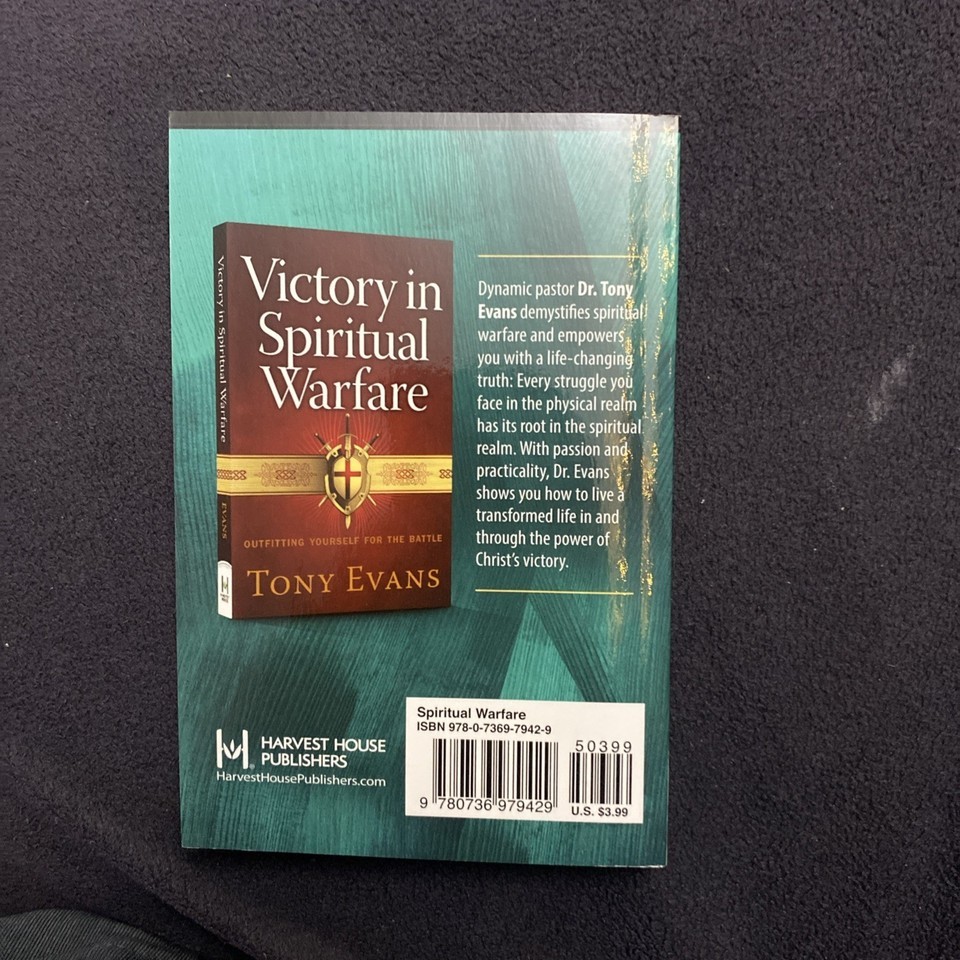 Victory in Spiritual Warfare
EVANS
Victory in
Spiritual
Warfare
OUTFITTING YOURSELF FOR THE BATTLE
TONY EVANS
Dynamic pastor Dr. Tony
Evans demystifies spiritual
warfare and empowers
you with a life-changing
truth: Every struggle you
face in the physical realm
has its root in the spiritual
realm. With passion and
practicality, Dr. Evans
shows you how to live a
transformed life in and
through the power of
Christ's victory.
HARVEST HOUSE
PUBLISHERS
HarvestHousePublishers.com
Spiritual Warfare
ISBN 978-0-7369-7942-9
50399
9 780736 979429
U.S. $3.99